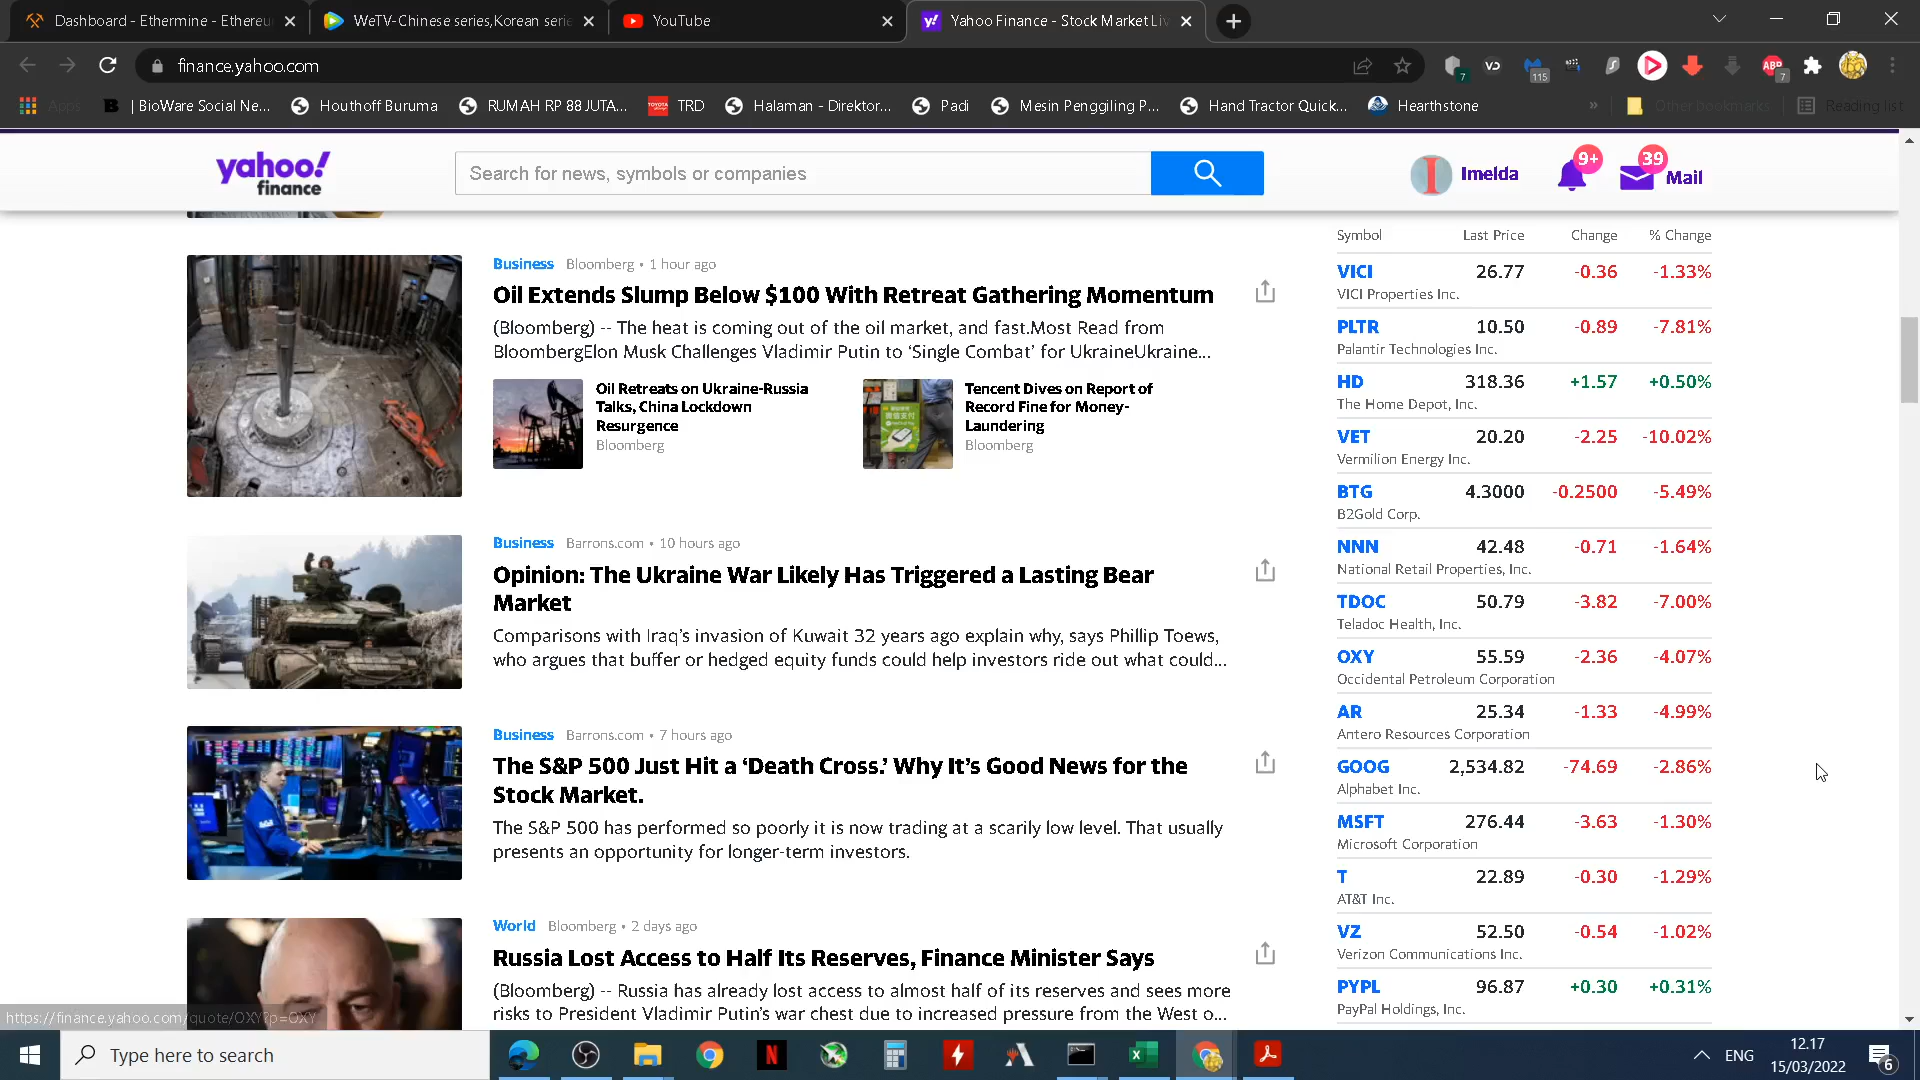 Dashboard - Ethermine - Ethereu
WeTV-Chinese series,Korean serie
YouTube
Yahoo Finance - Stock Market Liv
finance.yahoo.com
7
VD
115
ABP
7
Apps
| BioWare Social Ne...
Houthoff Buruma
RUMAH RP 88 JUTA...
TOYOTA
TRD
Halaman - Direktor...
Padi
Mesin Penggiling P...
Hand Tractor Quick...
Hearthstone
»
Other bookmarks
Reading list
yahoo!
finance
Search for news, symbols or companies
I
Imelda
9+
39
Mail
Business Bloomberg • 1 hour ago
Oil Extends Slump Below $100 With Retreat Gathering Momentum
(Bloomberg) -- The heat is coming out of the oil market, and fast.Most Read from
BloombergElon Musk Challenges Vladimir Putin to ‘Single Combat’ for UkraineUkraine...
Oil Retreats on Ukraine-Russia
Talks, China Lockdown
Resurgence
Bloomberg
Tencent Dives on Report of
Record Fine for Money-
Laundering
Bloomberg
Business Barrons.com • 10 hours ago
Opinion: The Ukraine War Likely Has Triggered a Lasting Bear
Market
Comparisons with Iraq’s invasion of Kuwait 32 years ago explain why, says Phillip Toews,
who argues that buffer or hedged equity funds could help investors ride out what could...
Business Barrons.com • 7 hours ago
The S&P 500 Just Hit a ‘Death Cross.’ Why It’s Good News for the
Stock Market.
The S&P 500 has performed so poorly it is now trading at a scarily low level. That usually
presents an opportunity for longer-term investors.
World Bloomberg • 2 days ago
Russia Lost Access to Half Its Reserves, Finance Minister Says
(Bloomberg) -- Russia has already lost access to almost half of its reserves and sees more
risks to President Vladimir Putin’s war chest due to increased pressure from the West o...
Symbol Last Price Change % Change
VICI 26.77 -0.36 -1.33%
VICI Properties Inc.
PLTR 10.50 -0.89 -7.81%
Palantir Technologies Inc.
HD 318.36 +1.57 +0.50%
The Home Depot, Inc.
VET 20.20 -2.25 -10.02%
Vermilion Energy Inc.
BTG 4.3000 -0.2500 -5.49%
B2Gold Corp.
NNN 42.48 -0.71 -1.64%
National Retail Properties, Inc.
TDOC 50.79 -3.82 -7.00%
Teladoc Health, Inc.
OXY 55.59 -2.36 -4.07%
Occidental Petroleum Corporation
AR 25.34 -1.33 -4.99%
Antero Resources Corporation
GOOG 2,534.82 -74.69 -2.86%
Alphabet Inc.
MSFT 276.44 -3.63 -1.30%
Microsoft Corporation
T 22.89 -0.30 -1.29%
AT&T Inc.
VZ 52.50 -0.54 -1.02%
Verizon Communications Inc.
PYPL 96.87 +0.30 +0.31%
PayPal Holdings, Inc.
https://finance.yahoo.com/quote/OXY?p=OXY
Type here to search
N
ENG
12.17
15/03/2022
6